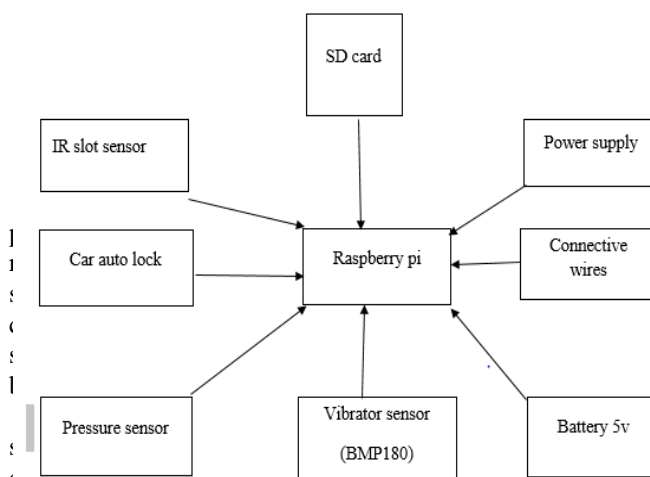 SD card
IR slot sensor
Power supply
Car auto lock
Raspberry pi
Connective
wires
Pressure sensor
Vibrator sensor
(BMP180)
Battery 5v